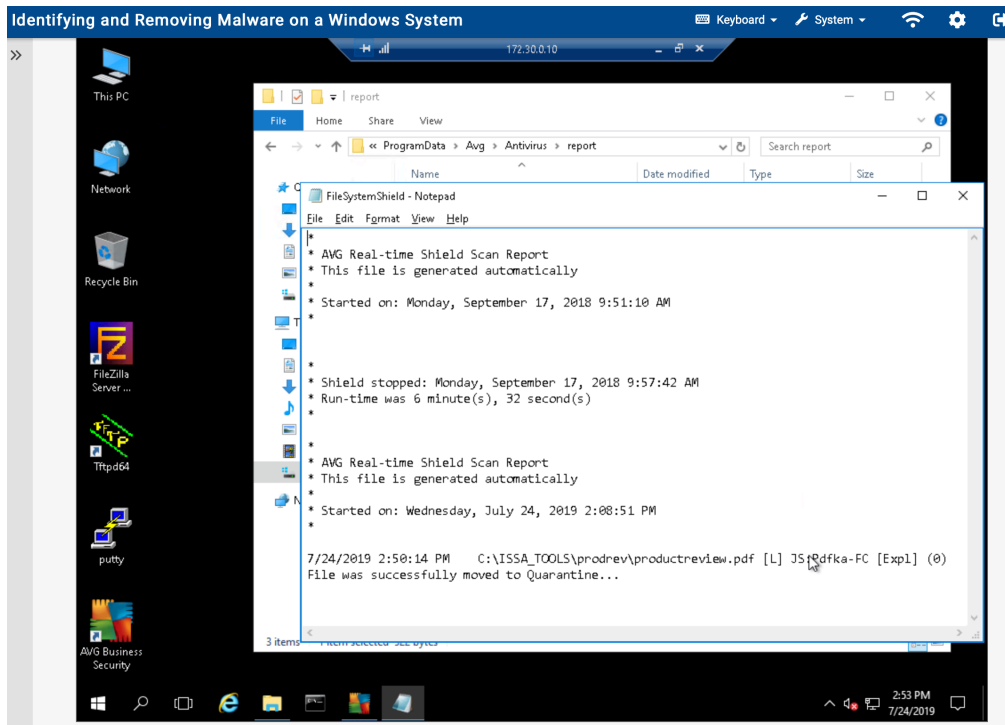 Identifying and Removing Malware on a Windows System
Keyboard
System
172.30.0.10
This PC
report
File Home Share View
« ProgramData > Avg > Antivirus > report
Search report
Name Date modified Type Size
Network
FileSystemShield - Notepad
File Edit Format View Help
*
* AVG Real-time Shield Scan Report
* This file is generated automatically
*
* Started on: Monday, September 17, 2018 9:51:10 AM
*
*
* Shield stopped: Monday, September 17, 2018 9:57:42 AM
* Run-time was 6 minute(s), 32 second(s)
*
*
* AVG Real-time Shield Scan Report
* This file is generated automatically
*
* Started on: Wednesday, July 24, 2019 2:08:51 PM
*
7/24/2019 2:50:14 PM C:\ISSA_TOOLS\prodrev\productreview.pdf [L] JS:Pdfka-FC [Expl] (0)
File was successfully moved to Quarantine...
Recycle Bin
FileZilla
Server ...
Tftpd64
putty
AVG Business
Security
3 items
2:53 PM
7/24/2019